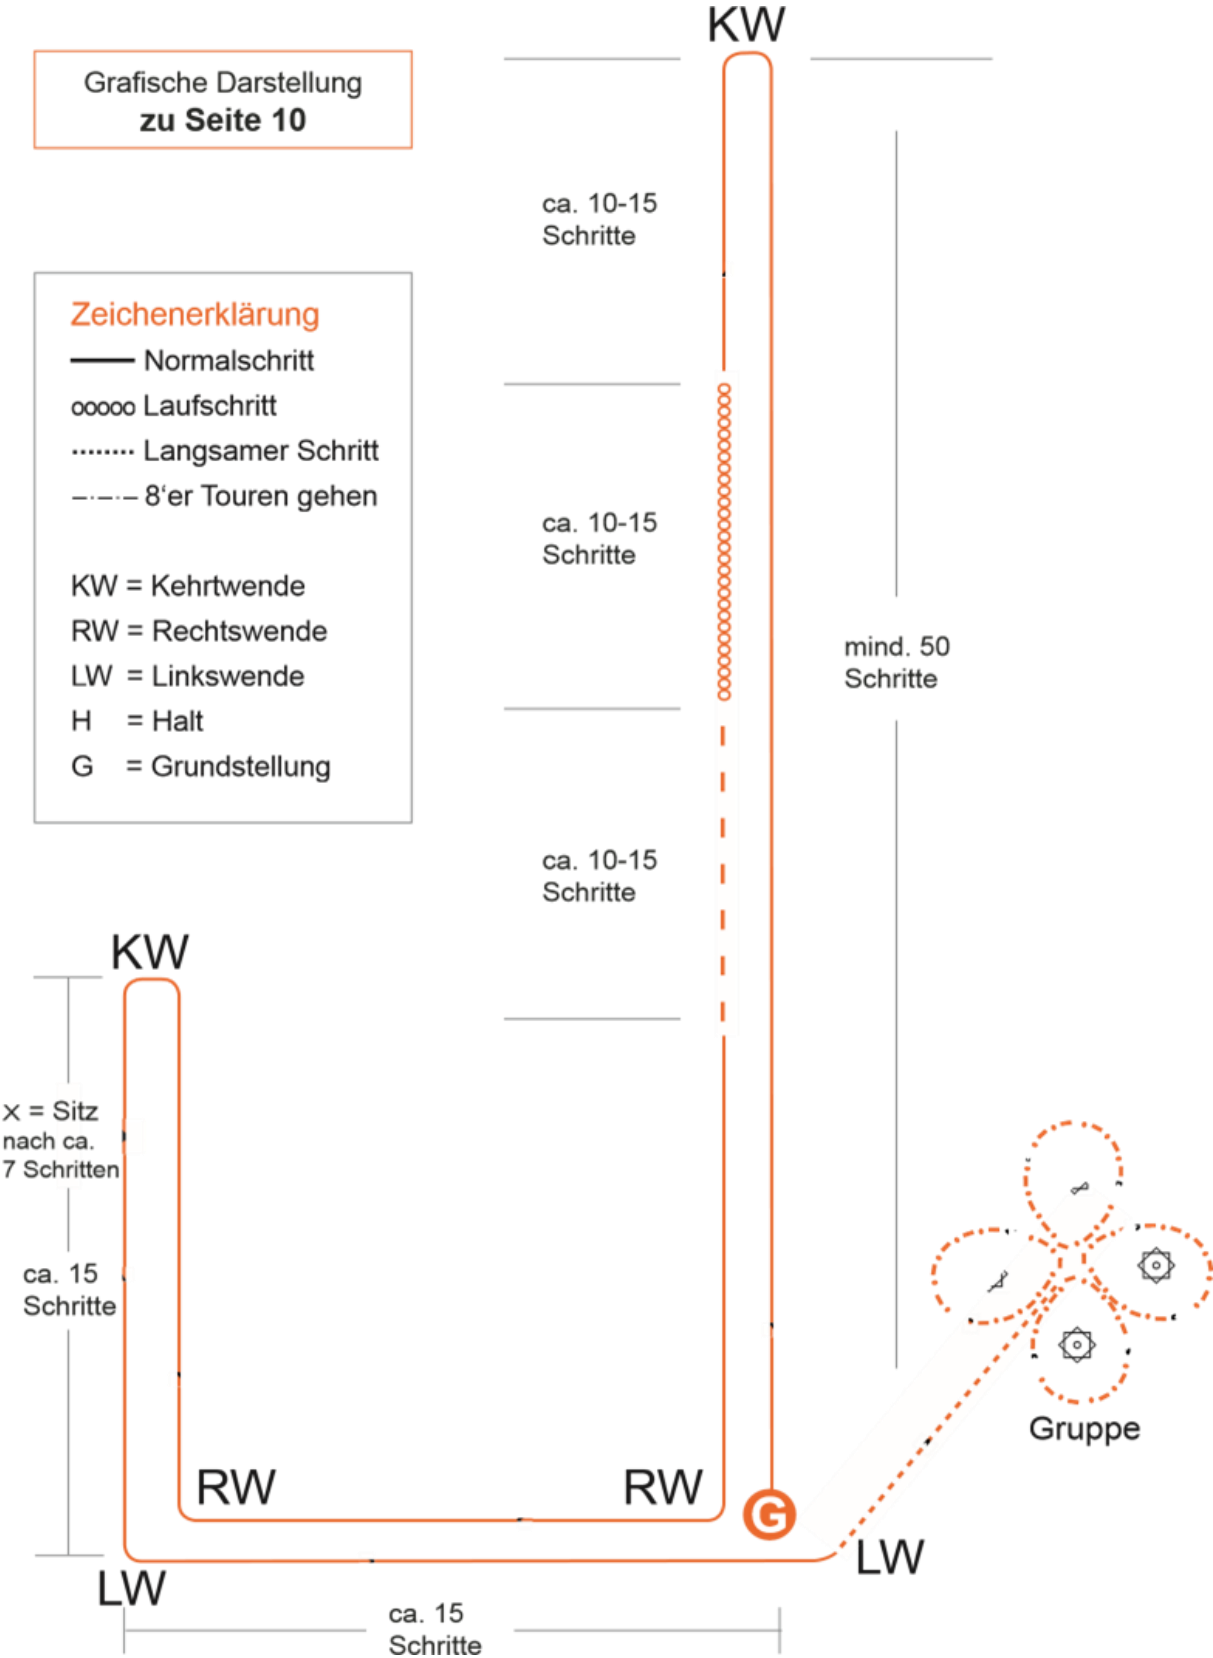 KW
Grafische Darstellung
zu Seite 10
ca. 10-15
Schritte
Zeichenerklärung
Normalschritt
ooooo Laufschritt
Langsamer Schritt
8'er Touren gehen
KW = Kehrtwende
RW = Rechtswende
LW = Linkswende
H = Halt
G = Grundstellung
ca. 10-15
Schritte
mind. 50
Schritte
ca. 10-15
Schritte
KW
x = Sitz
nach ca.
7 Schritten
ca. 15
Schritte
Gruppe
RW
RW
G
LW
LW
ca. 15
Schritte